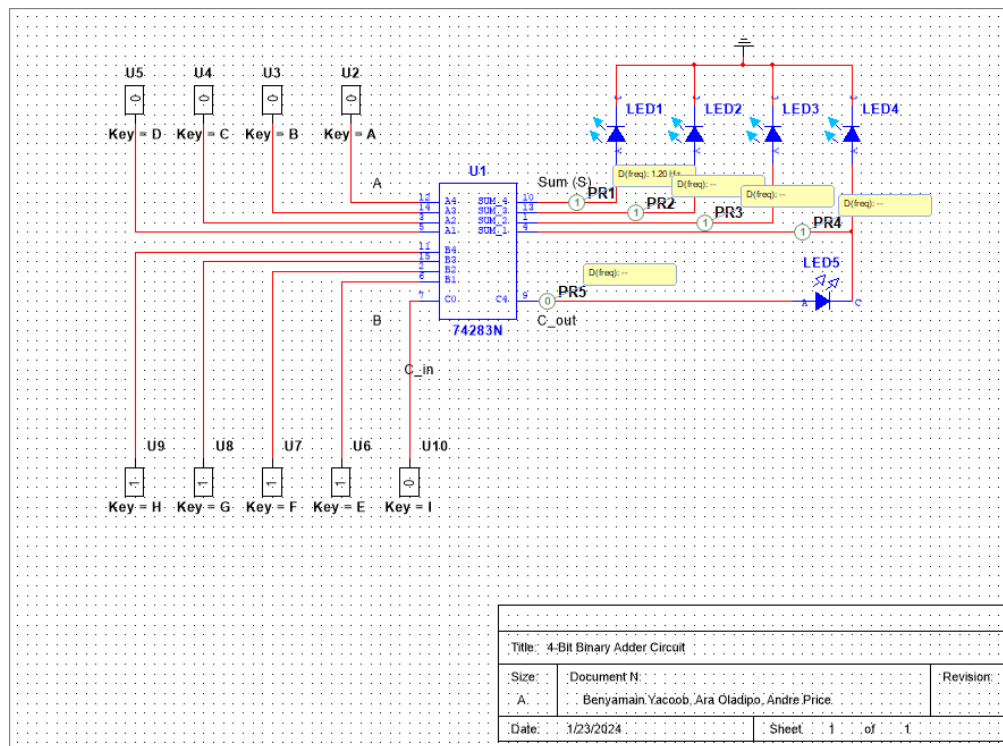 U5 U4 U3 U2
0 0 0 0
Key = D Key = C Key = B Key = A
LED1 LED2 LED3 LED4
A
U1
Sum (S)
D(freq): 1.20 Hz
D(freq): --
D(freq): --
D(freq): --
PR1
PR2
PR3
PR4
1
1
1
1
12 A4 SUM_4 10
14 A3 SUM_3 13
3 A2 SUM_2 1
5 A1 SUM_1 4
11 B4
15 B3
2 B2
6 B1
7 C0 C4 9
74283N
D(freq): --
0 PR5
C_out
LED5
A C
B
C_in
U9 U8 U7 U6 U10
1 1 1 1 0
Key = H Key = G Key = F Key = E Key = I
Title: 4-Bit Binary Adder Circuit
Size: Document N: Revision:
A Benyamain Yacoob, Ara Oladipo, Andre Price
Date: 1/23/2024 Sheet 1 of 1